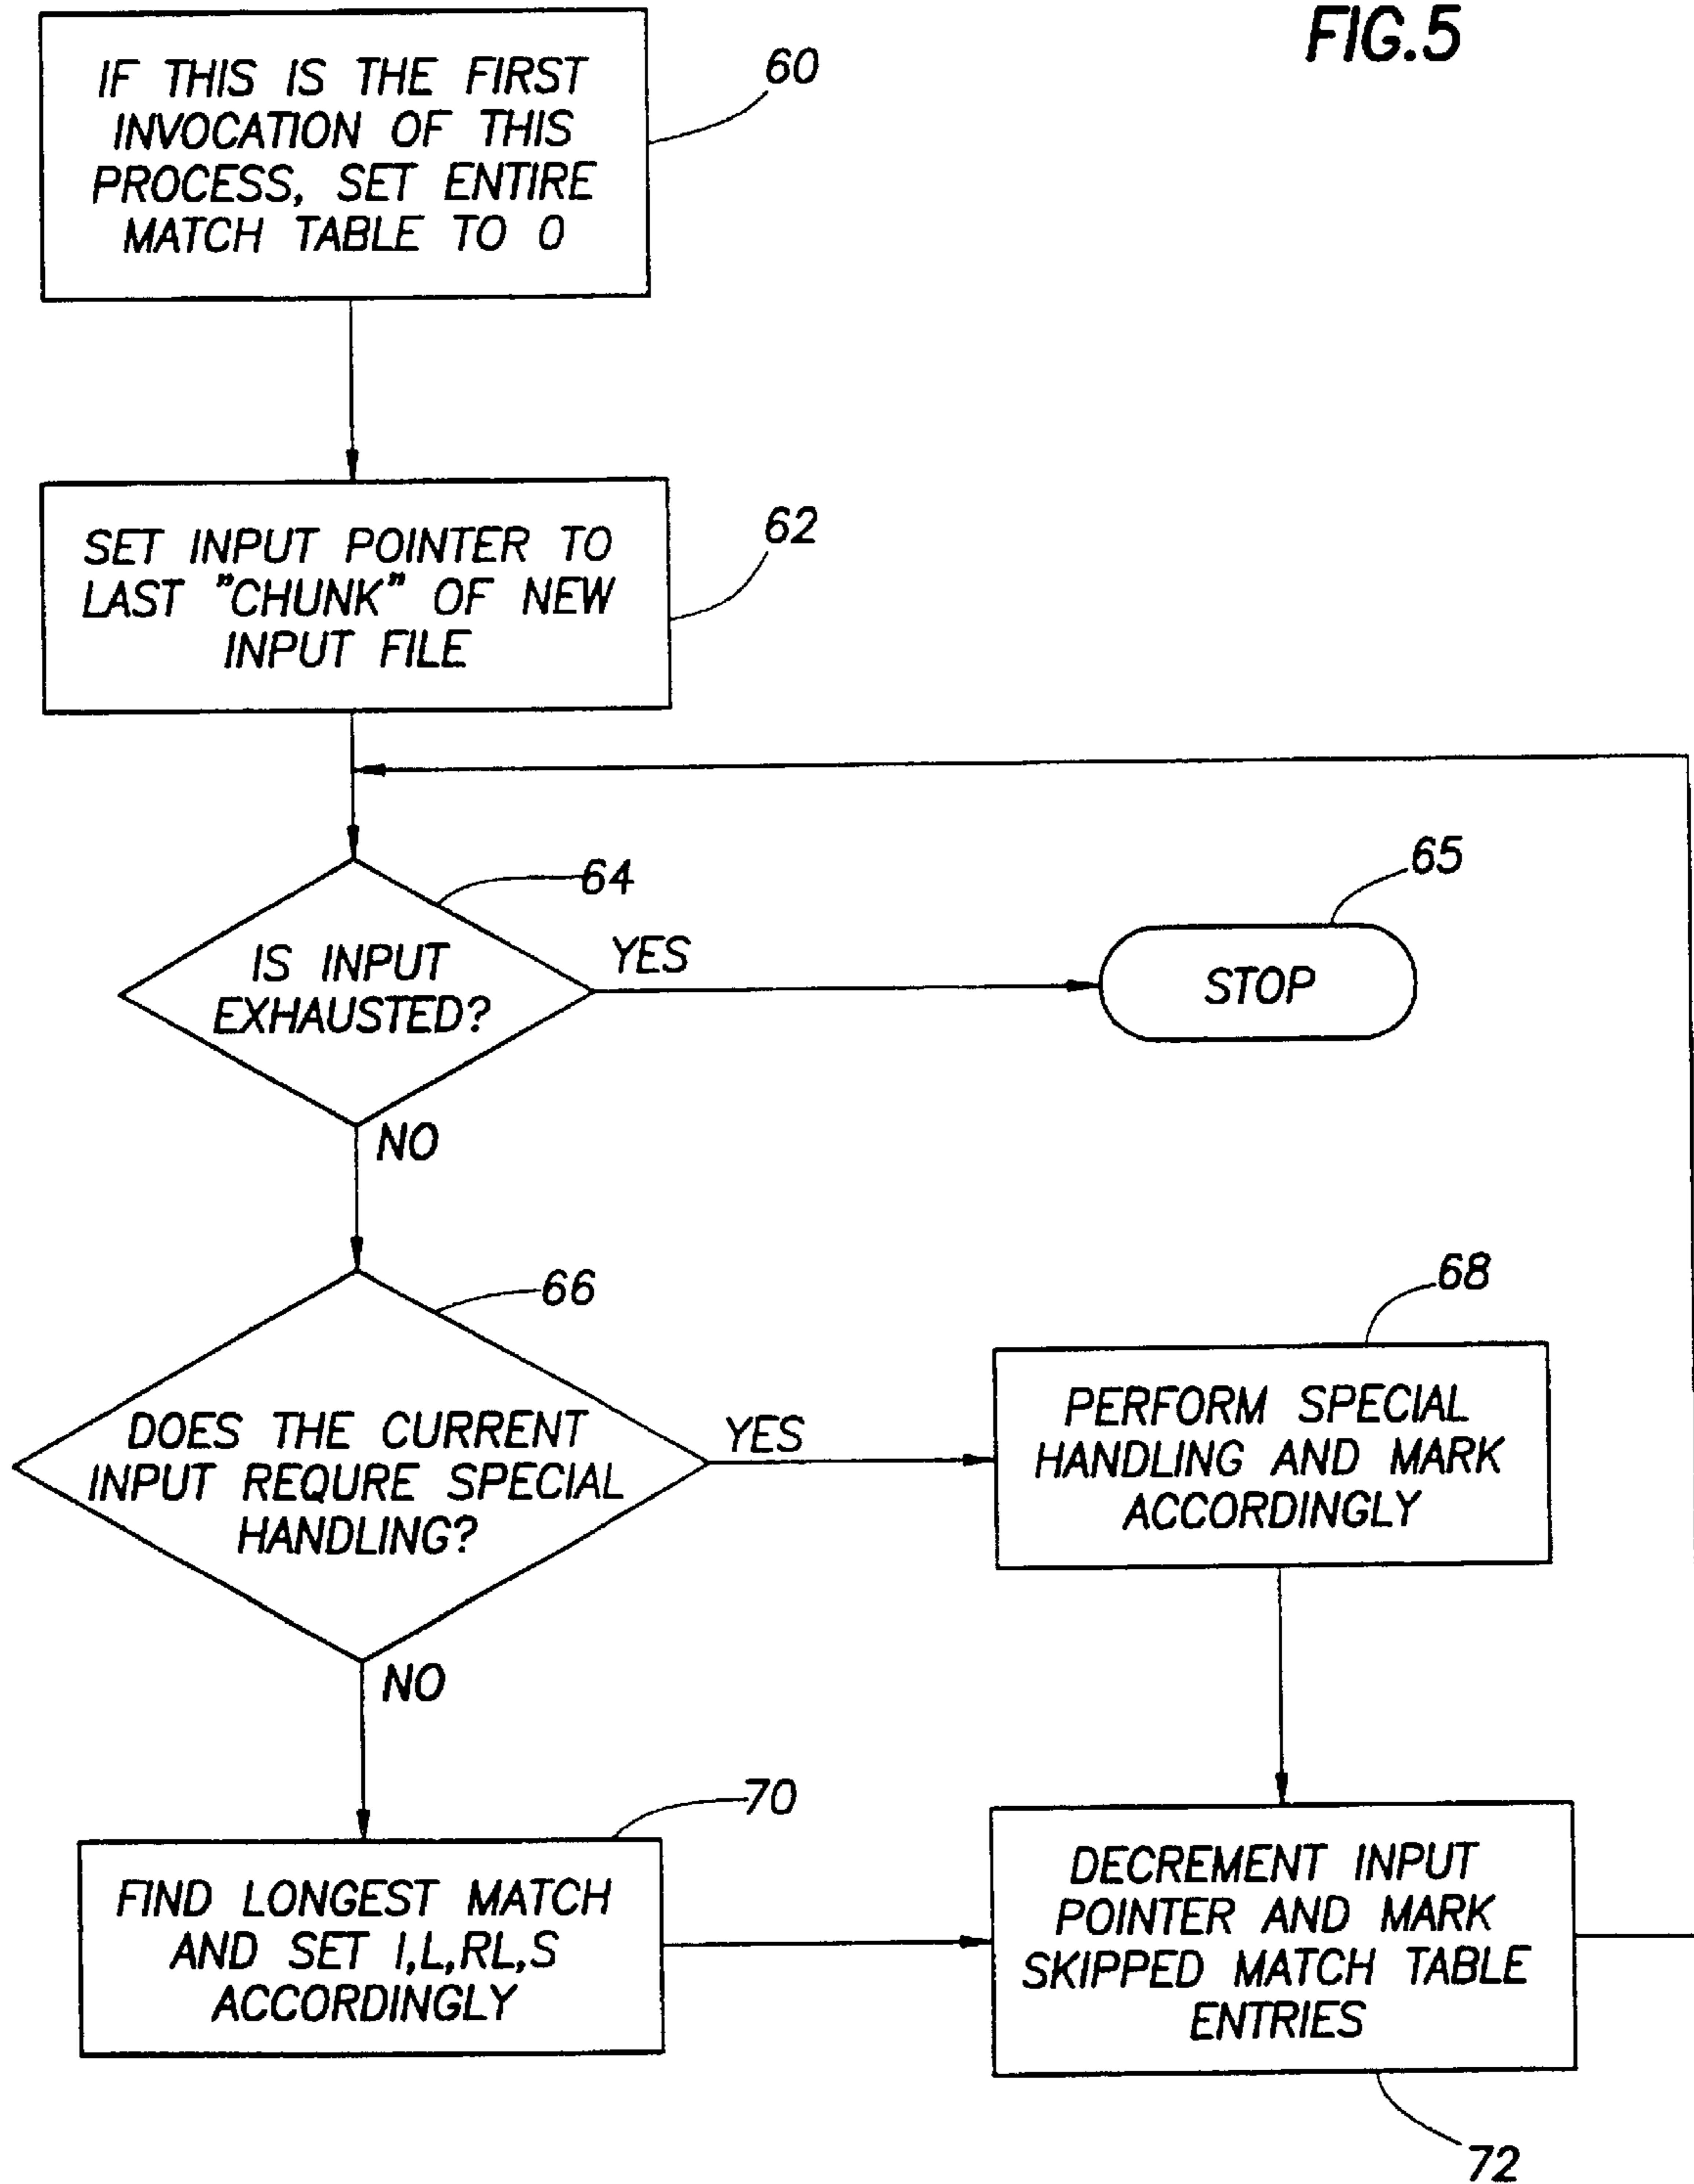 FIG.5
60
IF THIS IS THE FIRST
INVOCATION OF THIS
PROCESS, SET ENTIRE
MATCH TABLE TO 0
62
SET INPUT POINTER TO
LAST "CHUNK" OF NEW
INPUT FILE
64
IS INPUT
EXHAUSTED?
YES
65
STOP
NO
66
DOES THE CURRENT
INPUT REQURE SPECIAL
HANDLING?
YES
68
PERFORM SPECIAL
HANDLING AND MARK
ACCORDINGLY
NO
70
FIND LONGEST MATCH
AND SET I,L,RL,S
ACCORDINGLY
DECREMENT INPUT
POINTER AND MARK
SKIPPED MATCH TABLE
ENTRIES
72